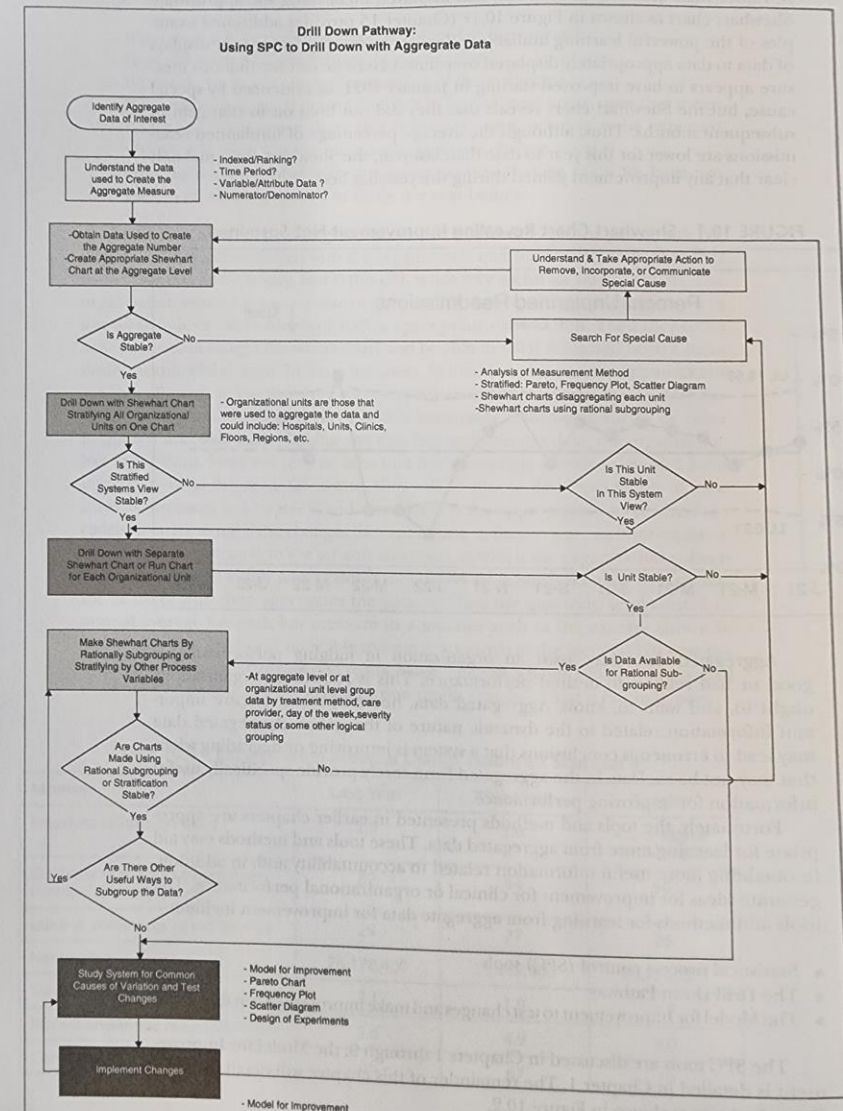 Drill Down Pathway:
Using SPC to Drill Down with Aggregrate Data
Identify Aggregate
Data of Interest
Understand the Data
used to Create the
Aggregate Measure
- Indexed/Ranking?
- Time Period?
- Variable/Attribute Data ?
- Numerator/Denominator?
-Obtain Data Used to Create
the Aggregate Number
-Create Appropriate Shewhart
Chart at the Aggregate Level
Understand & Take Appropriate Action to
Remove, Incorporate, or Communicate
Special Cause
Is Aggregate
Stable?
No
Search For Special Cause
Yes
- Analysis of Measurement Method
- Stratified: Pareto, Frequency Plot, Scatter Diagram
- Shewhart charts disaggregating each unit
-Shewhart charts using rational subgrouping
Drill Down with Shewhart Chart
Stratifying All Organizational
Units on One Chart
- Organizational units are those that
were used to aggregate the data and
could include: Hospitals, Units, Clinics,
Floors, Regions, etc.
Is This
Stratified
Systems View
Stable?
No
Yes
Is This Unit
Stable
In This System
View?
No
Yes
Drill Down with Separate
Shewhart Chart or Run Chart
for Each Organizational Unit
Is Unit Stable?
No
Yes
Make Shewhart Charts By
Rationally Subgrouping or
Stratifying by Other Process
Variables
Yes
Is Data Available
for Rational Sub-
grouping?
No
-At aggregate level or at
organizational unit level group
data by treatment method, care
provider, day of the week,severity
status or some other logical
grouping
Are Charts
Made Using
Rational Subgrouping
or Stratification
Stable?
No
Yes
Are There Other
Useful Ways to
Subgroup the Data?
Yes
No
Study System for Common
Causes of Variation and Test
Changes
- Model for Improvement
- Pareto Chart
- Frequency Plot
- Scatter Diagram
- Design of Experiments
Implement Changes
- Model for Improvement